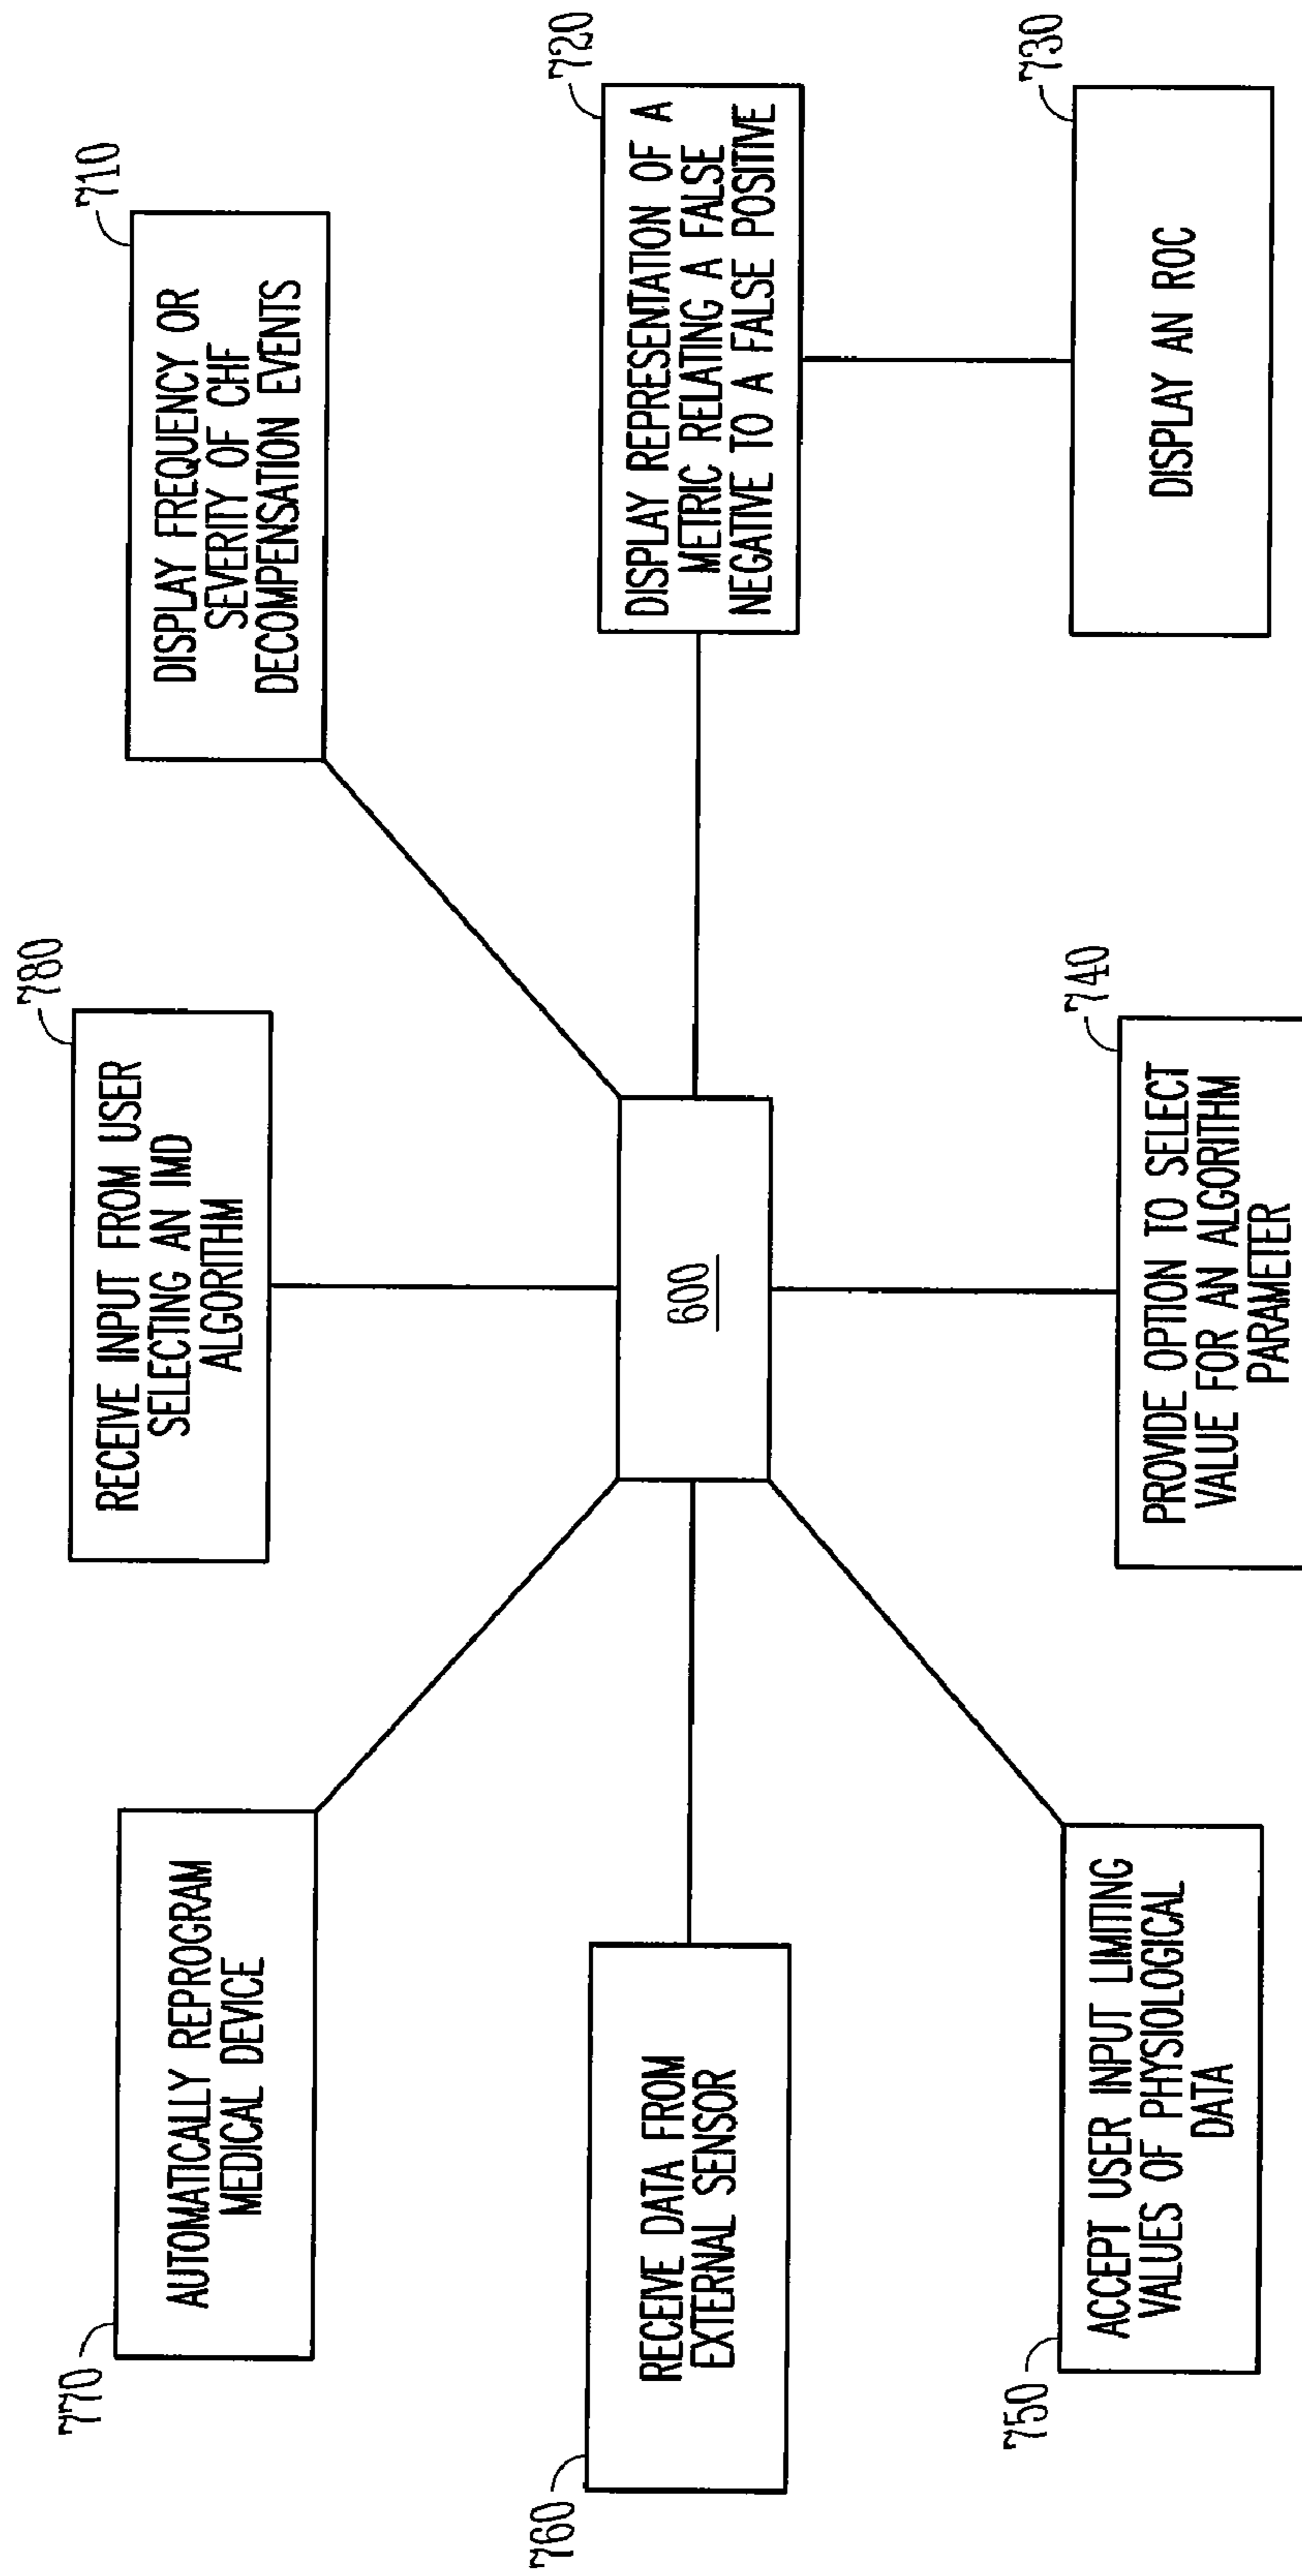 780
RECEIVE INPUT FROM USER
SELECTING AN IMD
ALGORITHM
710
DISPLAY FREQUENCY OR
SEVERITY OF CHF
DECOMPENSATION EVENTS
770
AUTOMATICALLY REPROGRAM
MEDICAL DEVICE
720
DISPLAY REPRESENTATION OF A
METRIC RELATING A FALSE
NEGATIVE TO A FALSE POSITIVE
600
760
RECEIVE DATA FROM
EXTERNAL SENSOR
730
DISPLAY AN ROC
740
PROVIDE OPTION TO SELECT
VALUE FOR AN ALGORITHM
PARAMETER
750
ACCEPT USER INPUT LIMITING
VALUES OF PHYSIOLOGICAL
DATA